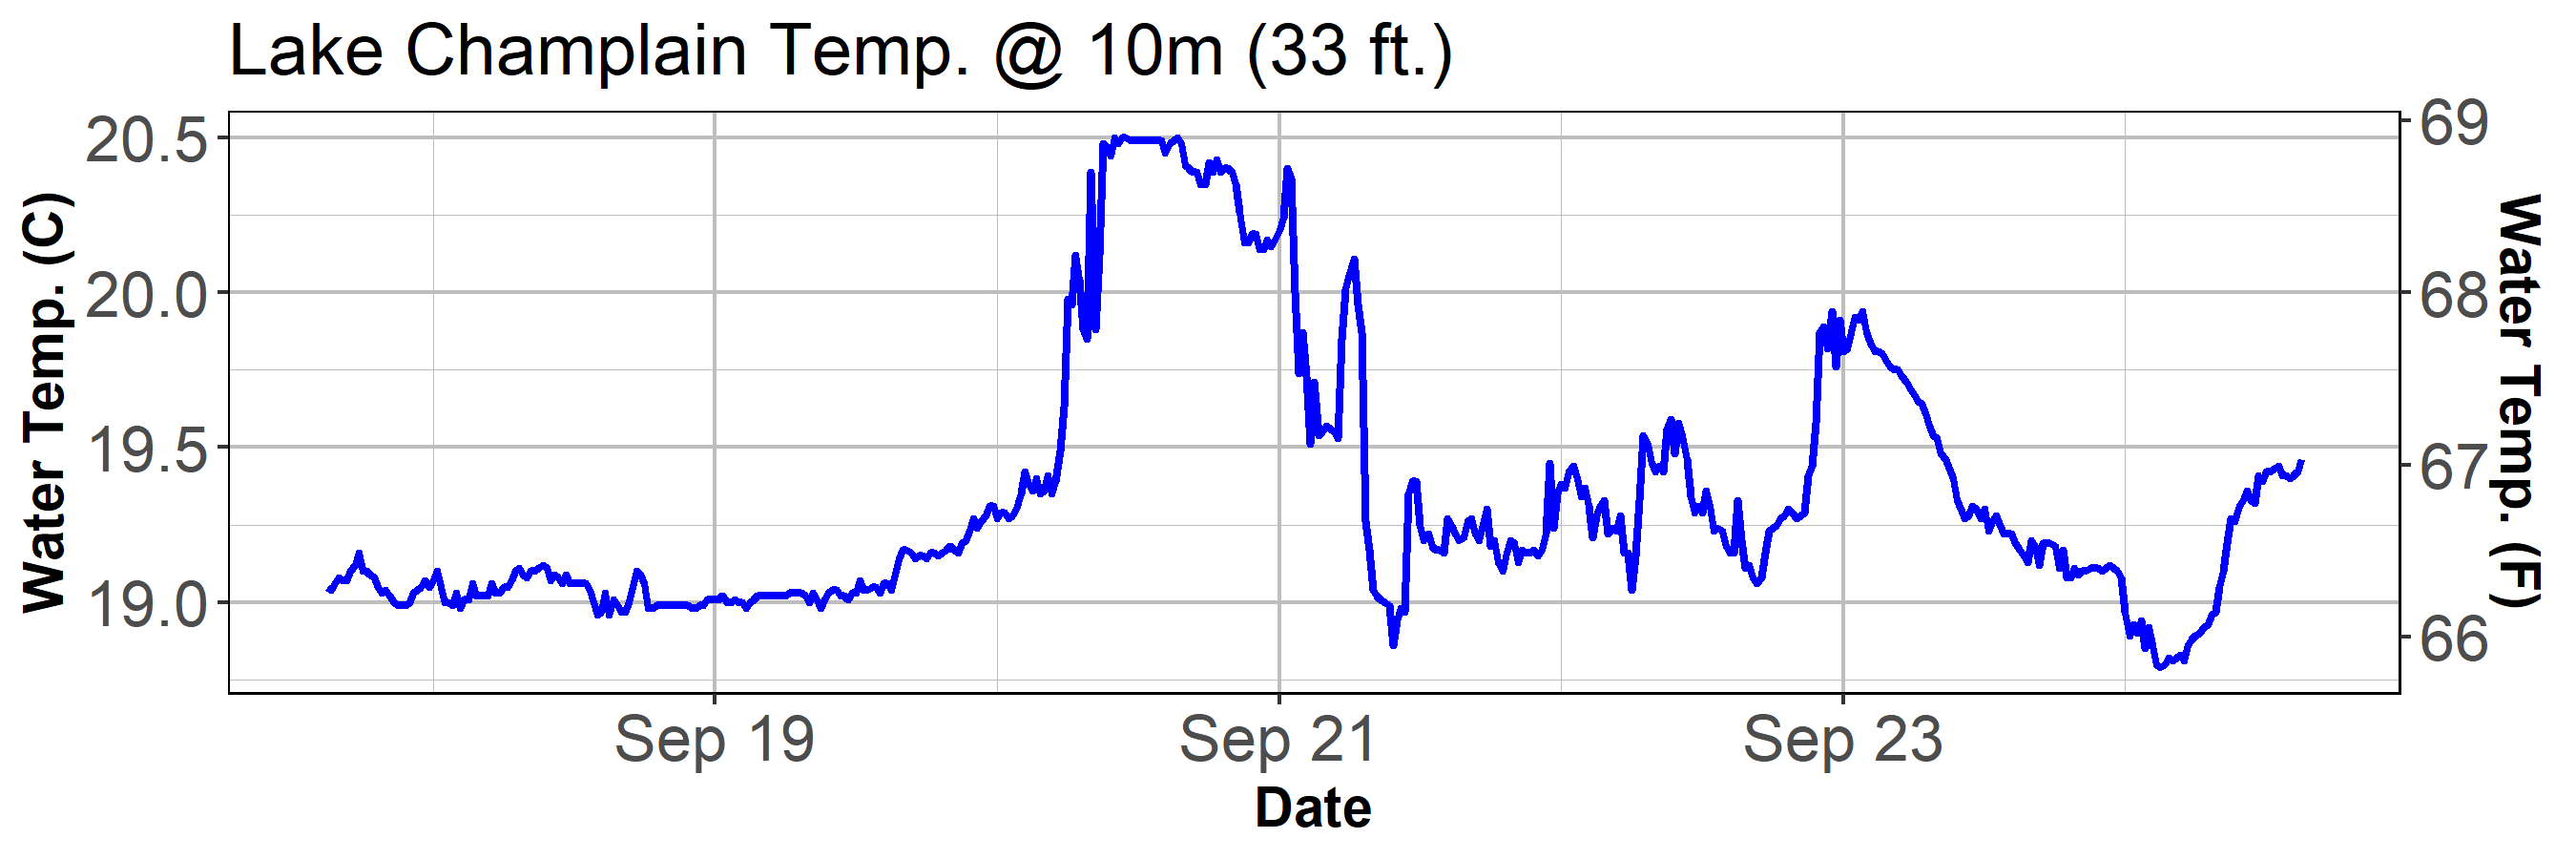 Lake Champlain Temp. @ 10m (33 ft.)
Water Temp. (C)
20.5
20.0
19.5
19.0
69
68
67
66
Water Temp. (F)
Sep 19 Sep 21 Sep 23
Date